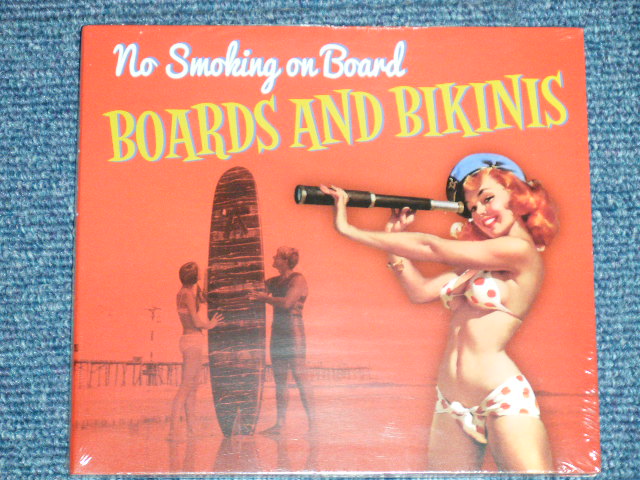 No Smoking on Board
BOARDS AND BIKINIS